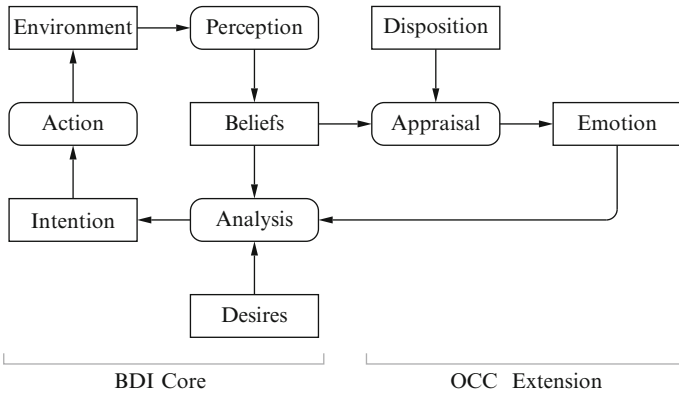 Environment
Perception
Disposition
Action
Beliefs
Appraisal
Emotion
Intention
Analysis
Desires
BDI Core
OCC Extension